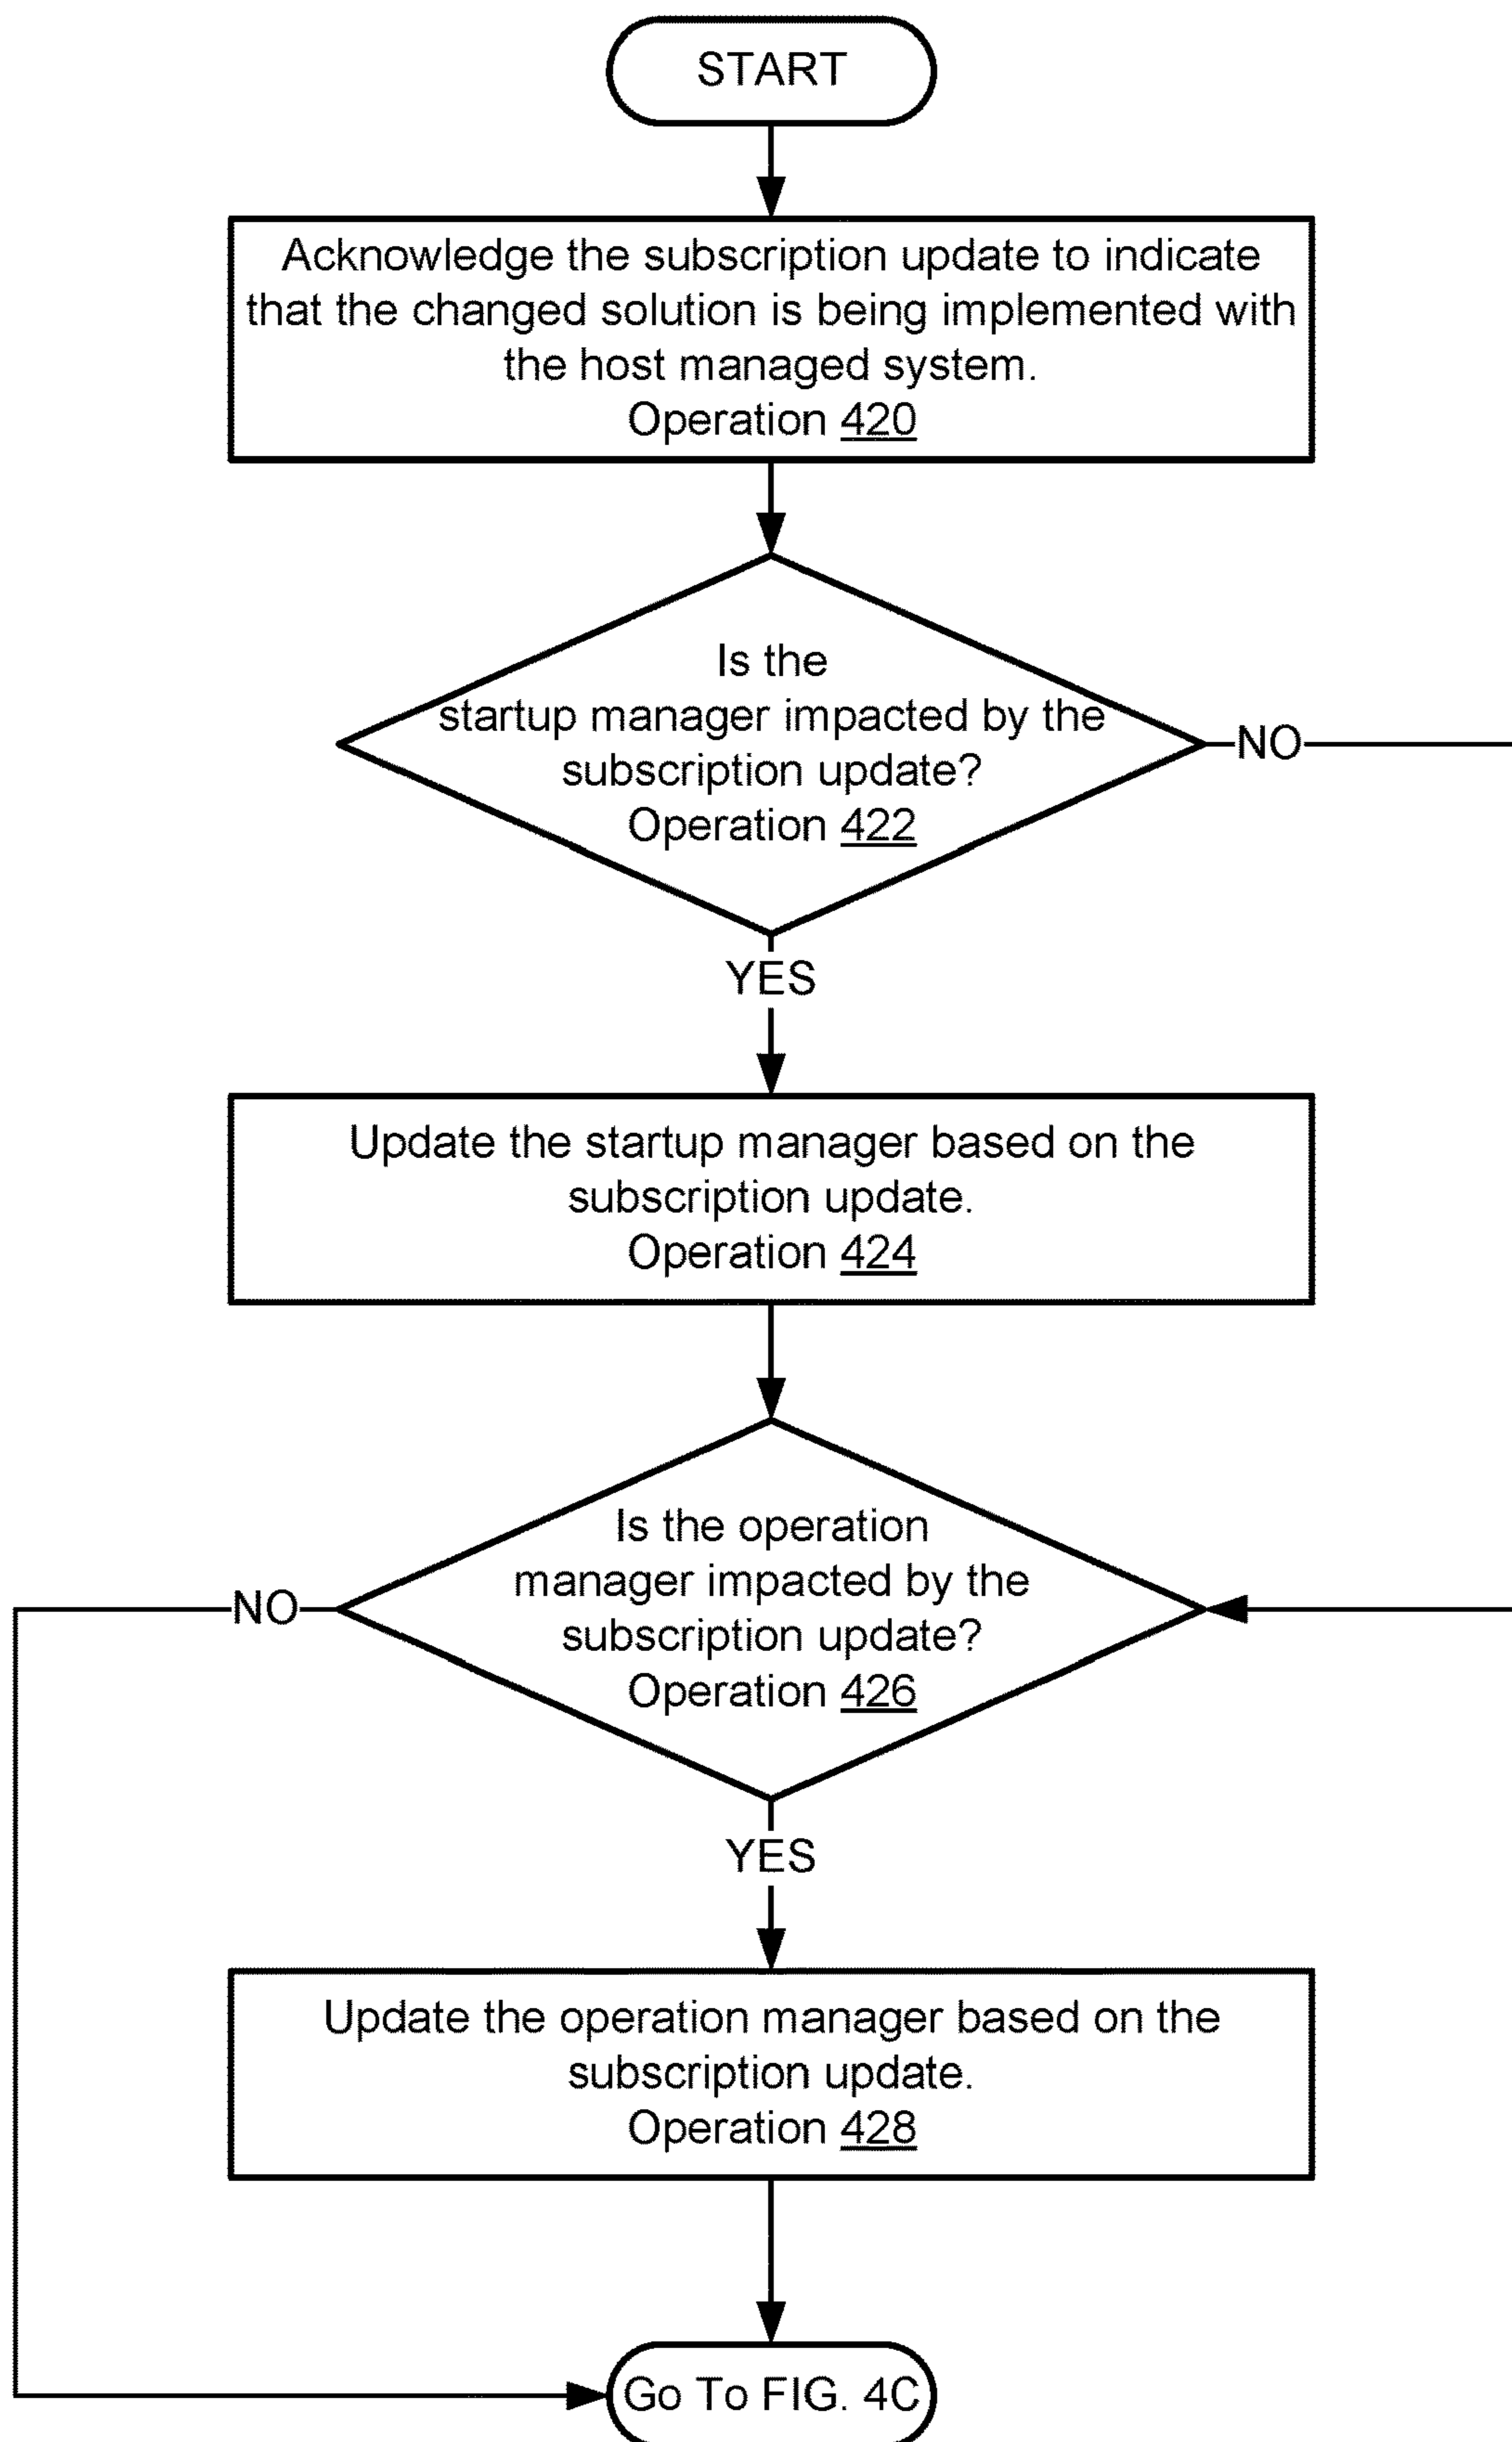 START
Acknowledge the subscription update to indicate
that the changed solution is being implemented with
the host managed system.
Operation 420
Is the
startup manager impacted by the
subscription update?
Operation 422
NO
YES
Update the startup manager based on the
subscription update.
Operation 424
Is the operation
manager impacted by the
subscription update?
Operation 426
NO
YES
Update the operation manager based on the
subscription update.
Operation 428
Go To FIG. 4C